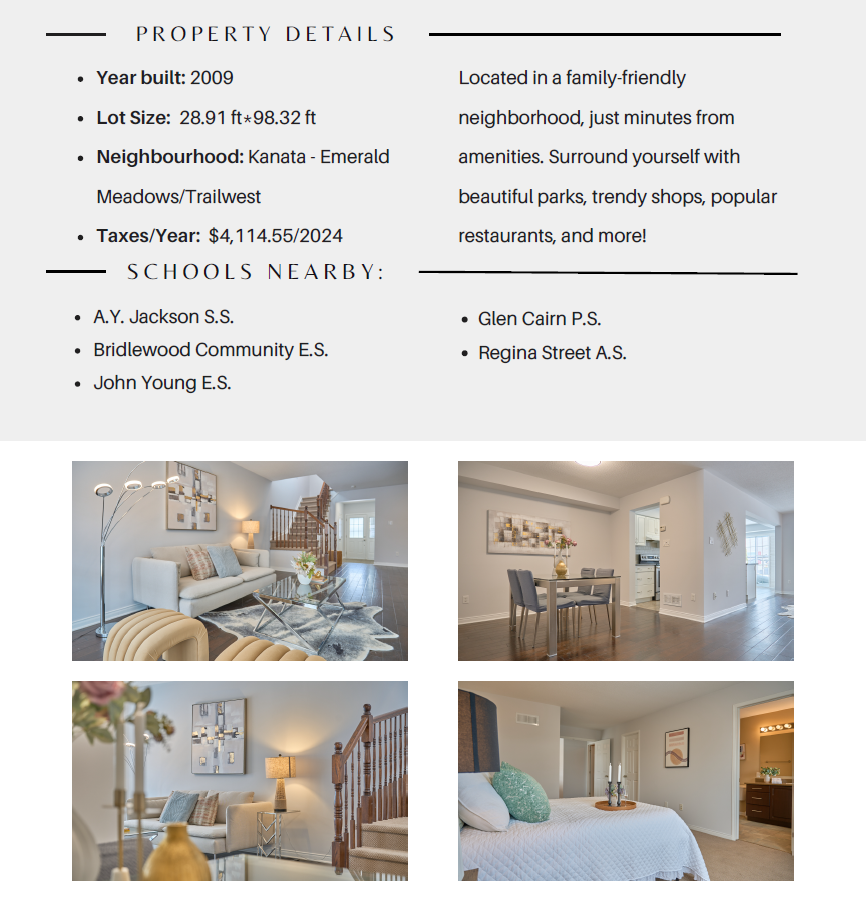 PROPERTY DETAILS
• Year built: 2009
• Lot Size: 28.91 ft*98.32 ft
• Neighbourhood: Kanata - Emerald
Meadows/Trailwest
• Taxes/Year: $4,114.55/2024
Located in a family-friendly
neighborhood, just minutes from
amenities. Surround yourself with
beautiful parks, trendy shops, popular
restaurants, and more!
SCHOOLS NEARBY:
• A.Y. Jackson S.S.
• Bridlewood Community E.S.
• John Young E.S.
• Glen Cairn P.S.
• Regina Street A.S.